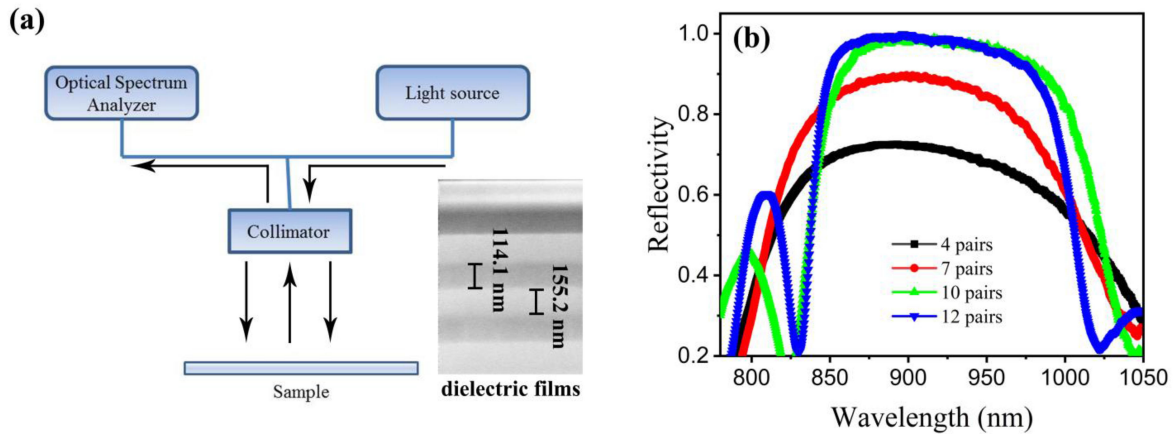 (a)
Optical Spectrum
Analyzer
Light source
Collimator
Sample
114.1 nm
155.2 nm
dielectric films
(b)
Reflectivity
1.0
0.8
0.6
0.4
0.2
4 pairs
7 pairs
10 pairs
12 pairs
800 850 900 950 1000 1050
Wavelength (nm)